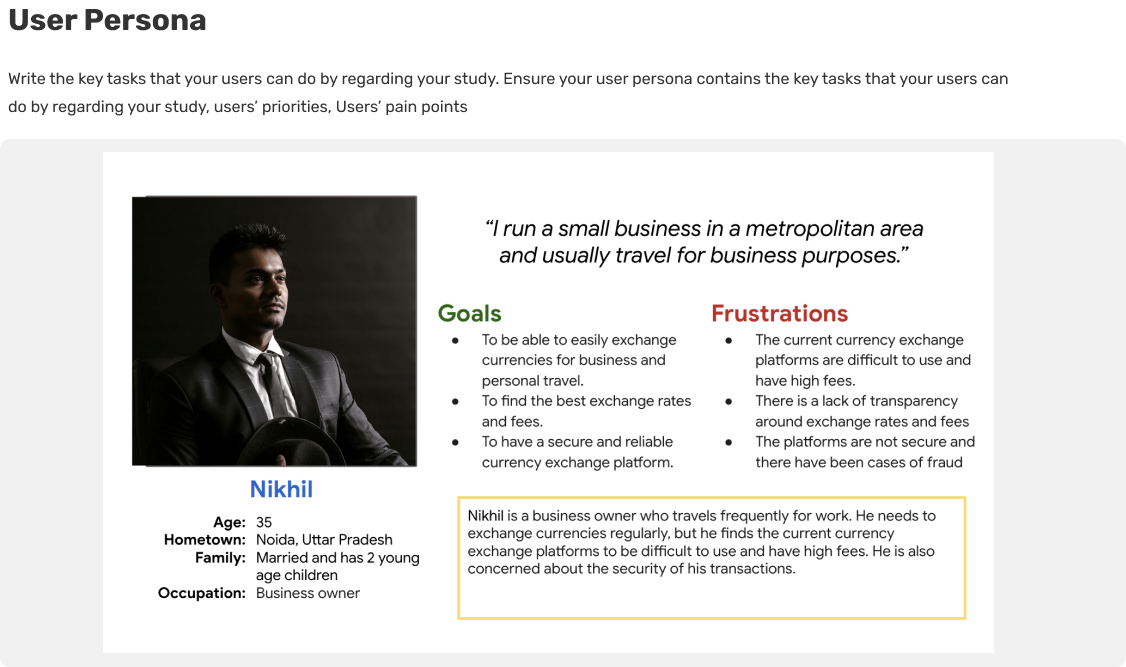 User Persona
Write the key tasks that your users can do by regarding your study. Ensure your user persona contains the key tasks that your users can
do by regarding your study, users’ priorities, Users’ pain points
“I run a small business in a metropolitan area
and usually travel for business purposes.”
Goals
● To be able to easily exchange
currencies for business and
personal travel.
● To find the best exchange rates
and fees.
● To have a secure and reliable
currency exchange platform.
Frustrations
● The current currency exchange
platforms are difficult to use and
have high fees.
● There is a lack of transparency
around exchange rates and fees
● The platforms are not secure and
there have been cases of fraud
Nikhil
Age: 35
Hometown: Noida, Uttar Pradesh
Family: Married and has 2 young
age children
Occupation: Business owner
Nikhil is a business owner who travels frequently for work. He needs to
exchange currencies regularly, but he finds the current currency
exchange platforms to be difficult to use and have high fees. He is also
concerned about the security of his transactions.